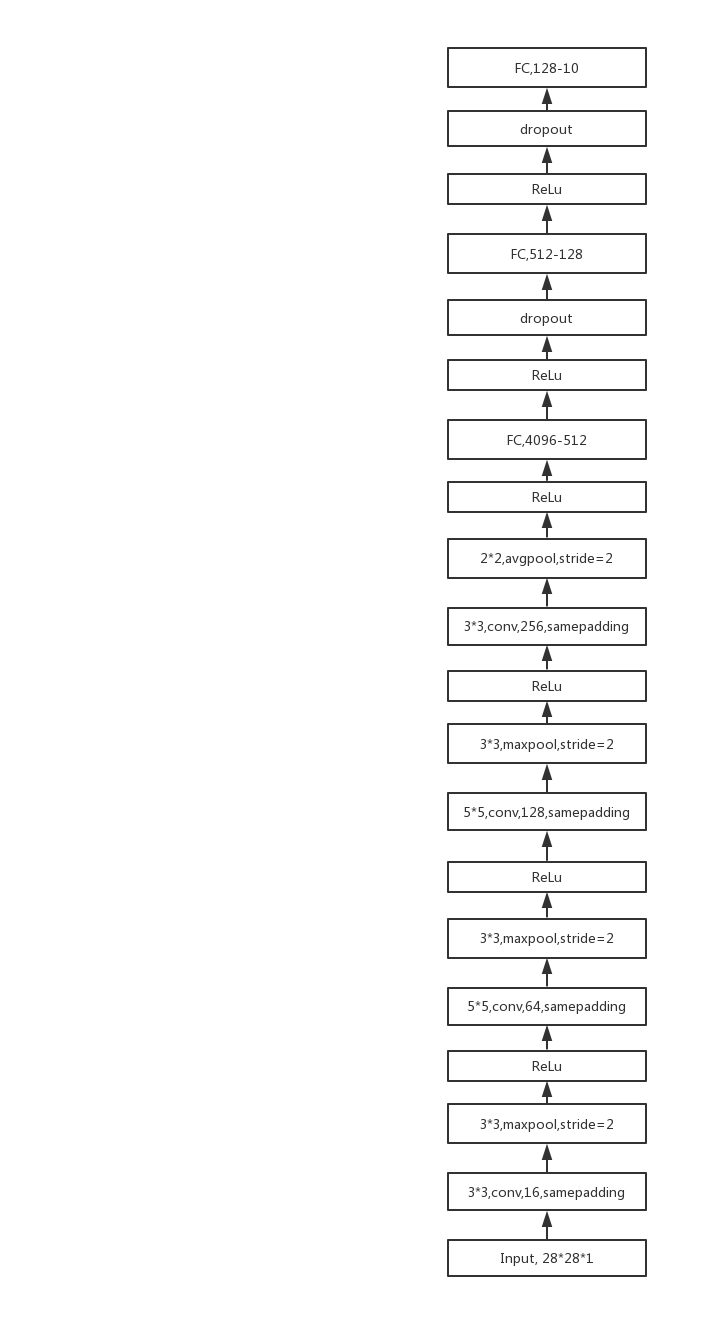 FC,128-10
dropout
ReLu
FC,512-128
dropout
ReLu
FC,4096-512
ReLu
2*2,avgpool,stride=2
3*3,conv,256,samepadding
ReLu
3*3,maxpool,stride=2
5*5,conv,128,samepadding
ReLu
3*3,maxpool,stride=2
5*5,conv,64,samepadding
ReLu
3*3,maxpool,stride=2
3*3,conv,16,samepadding
Input, 28*28*1